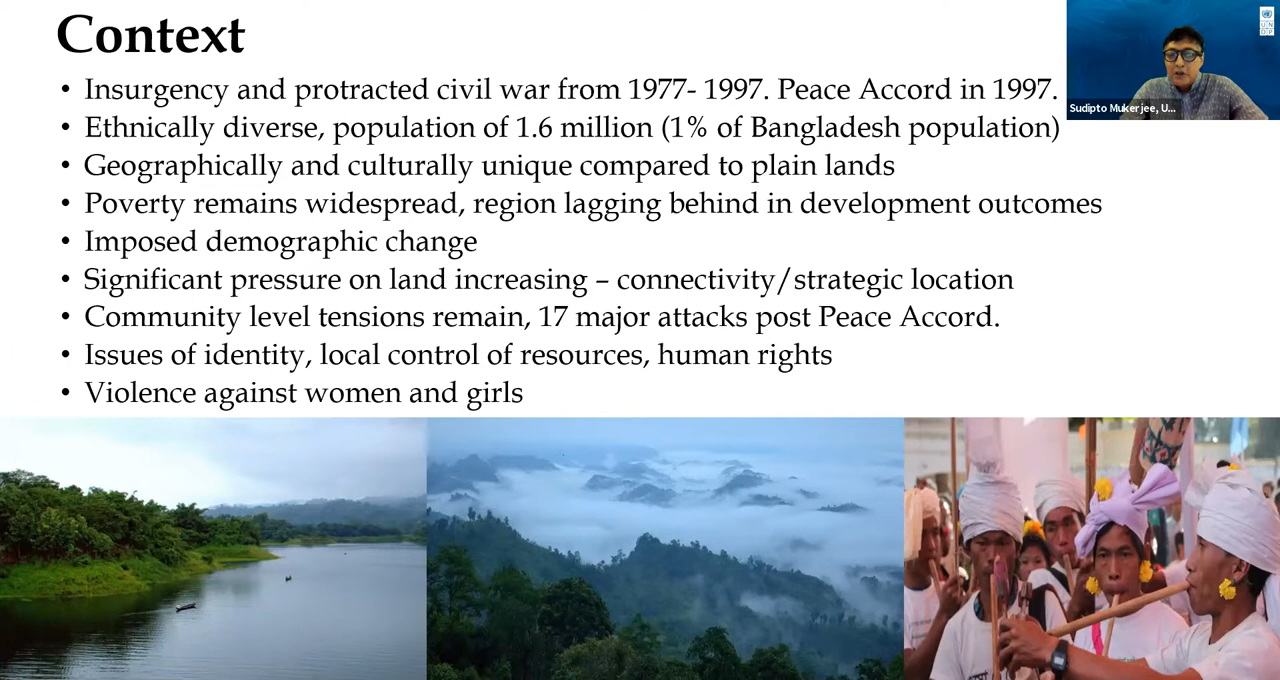 Context
• Insurgency and protracted civil war from 1977- 1997. Peace Accord in 1997.
• Ethnically diverse, population of 1.6 million (1% of Bangladesh population)
• Geographically and culturally unique compared to plain lands
• Poverty remains widespread, region lagging behind in development outcomes
• Imposed demographic change
• Significant pressure on land increasing – connectivity/strategic location
• Community level tensions remain, 17 major attacks post Peace Accord.
• Issues of identity, local control of resources, human rights
• Violence against women and girls
U N
D P
Sudipto Mukerjee, U...